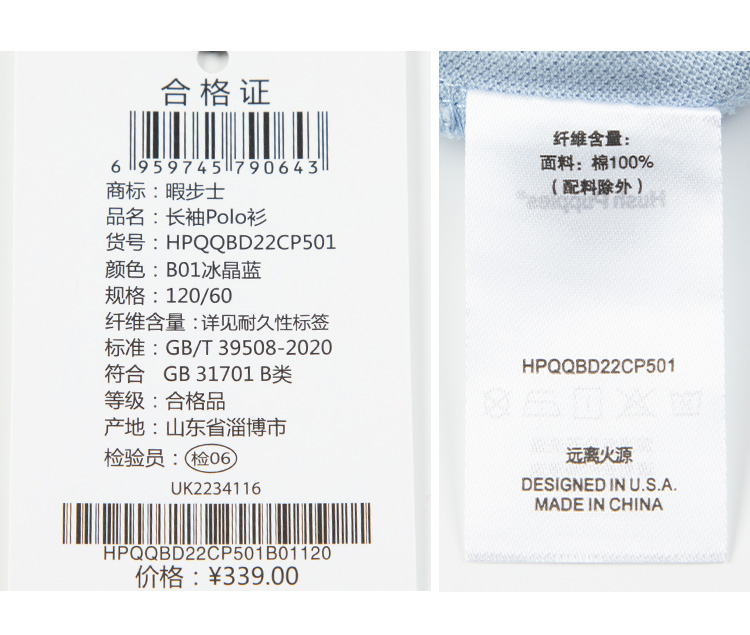 合格证
6 959745 790643
商标：暇步士
品名：长袖Polo衫
货号：HPQQBD22CP501
颜色：B01冰晶蓝
规格：120/60
纤维含量：详见耐久性标签
标准：GB/T 39508-2020
符合 GB 31701 B类
等级：合格品
产地：山东省淄博市
检验员：检06
UK2234116
HPQQBD22CP501B01120
价格：¥339.00
纤维含量：
面料：棉100%
（配料除外）
Hush Puppies®
HPQQBD22CP501
远离火源
DESIGNED IN U.S.A.
MADE IN CHINA